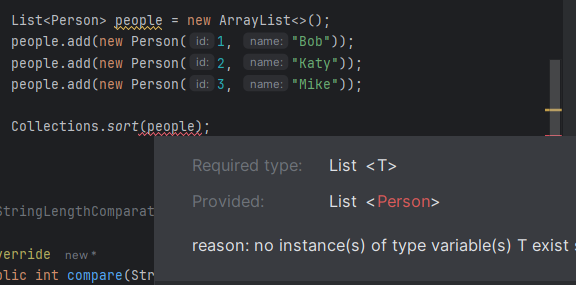 List<Person> people = new ArrayList<>();
people.add(new Person( id: 1, name: "Bob"));
people.add(new Person( id: 2, name: "Katy"));
people.add(new Person( id: 3, name: "Mike"));
Collections.sort(people);
Required type: List <T>
Provided: List <Person>
StringLengthComparat
reason: no instance(s) of type variable(s) T exist s
verride new *
blic int compare(Str